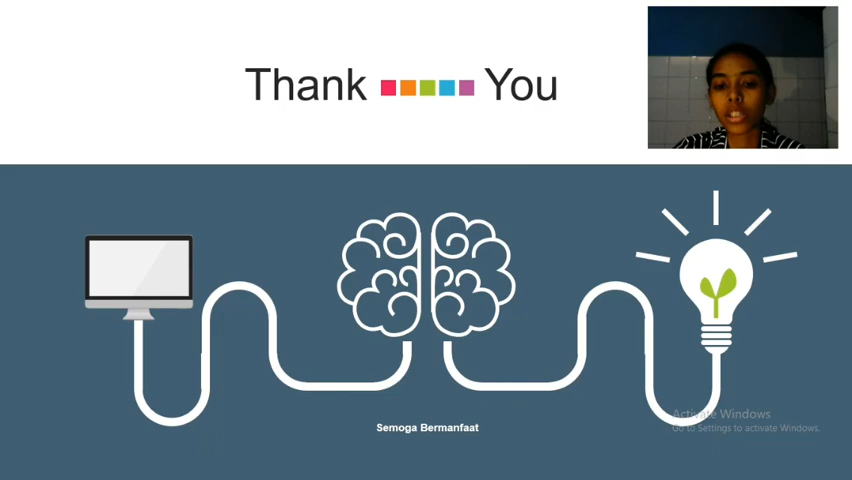 Thank You
Semoga Bermanfaat
Activate Windows
Go to Settings to activate Windows.